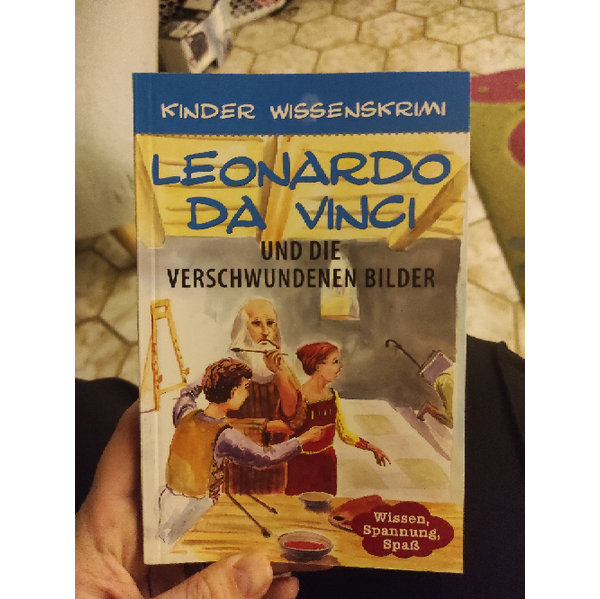 KINDER WISSENSKRIMI
LEONARDO
DA VINCI
UND DIE
VERSCHWUNDENEN BILDER
Wissen,
Spannung,
Spaß